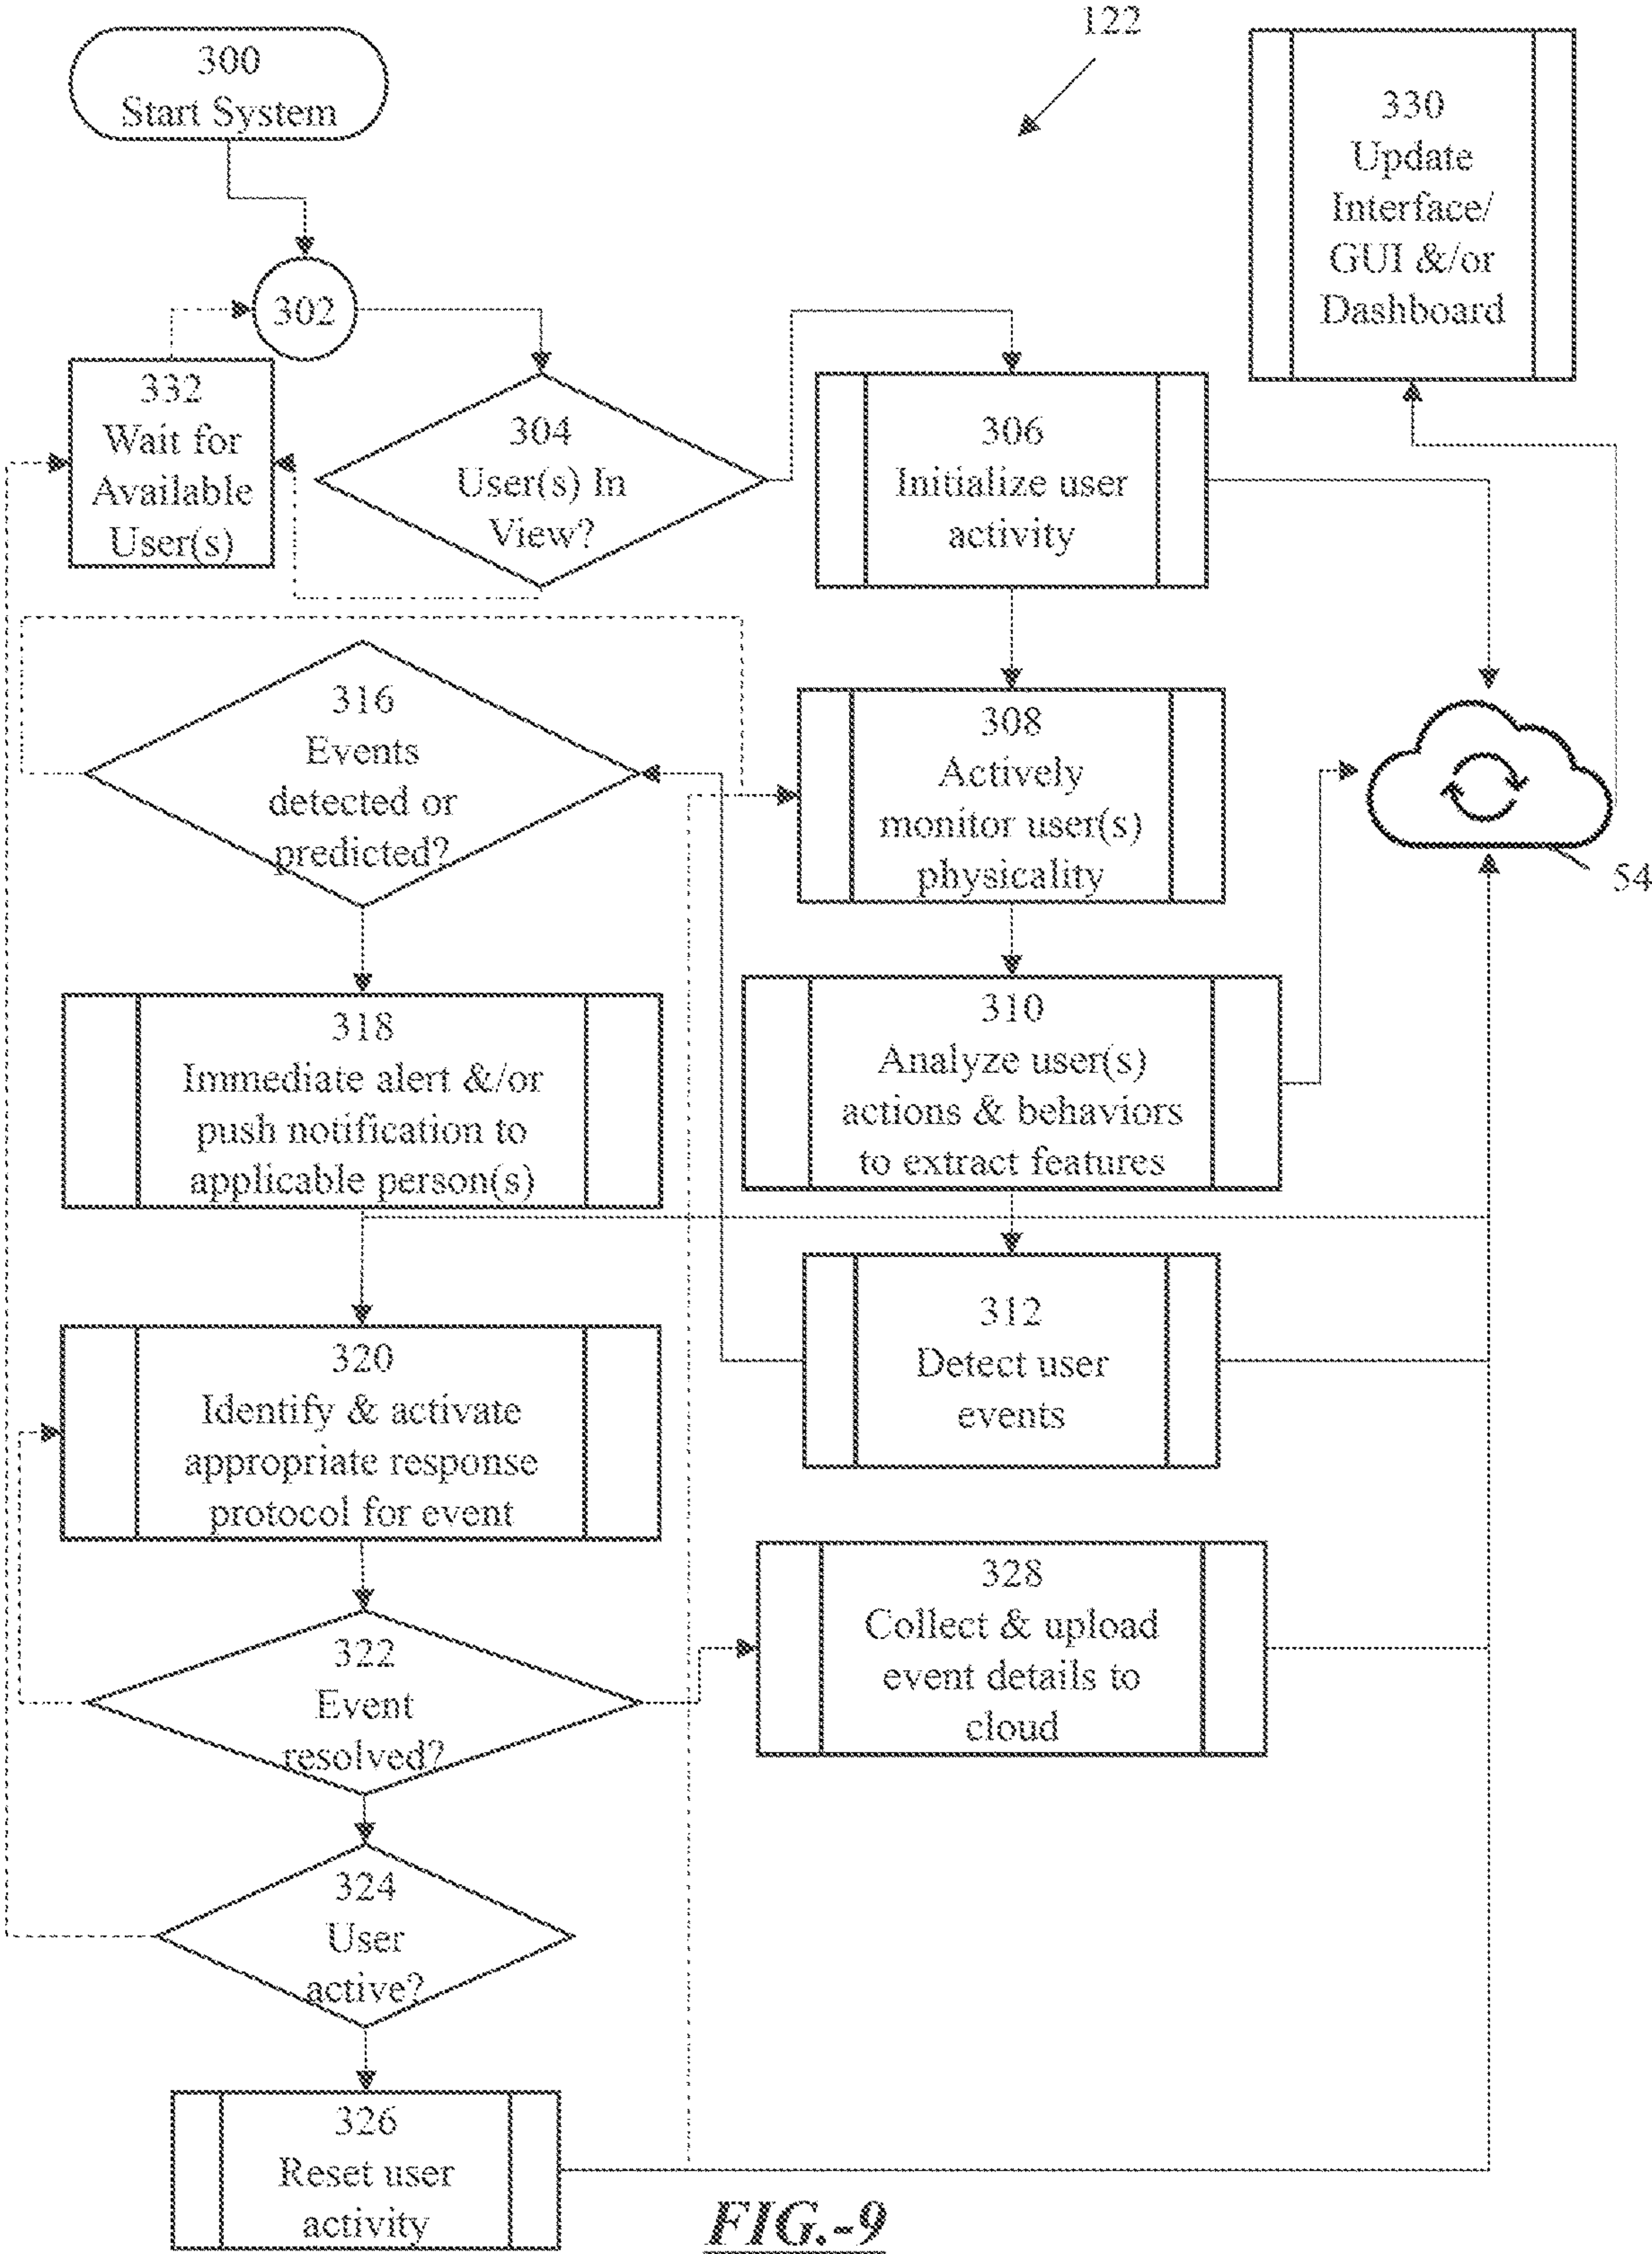 122
300
Start System
330
Update
Interface/
GUI &/or
Dashboard
302
332
Wait for
Available
User(s)
304
User(s) In
View?
306
Initialize user
activity
316
Events
detected or
predicted?
308
Actively
monitor user(s)
physicality
54
318
Immediate alert &/or
push notification to
applicable person(s)
310
Analyze user(s)
actions & behaviors
to extract features
312
Detect user
events
320
Identify & activate
appropriate response
protocol for event
328
Collect & upload
event details to
cloud
322
Event
resolved?
324
User
active?
326
Reset user
activity
FIG.-9